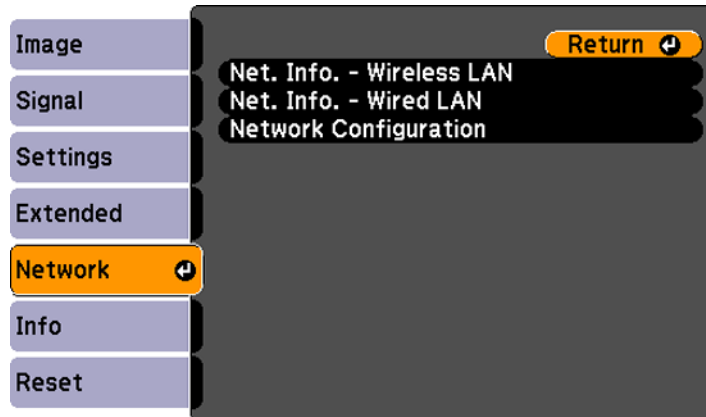 Image
Signal
Settings
Extended
Network
Info
Reset
Return
Net. Info. - Wireless LAN
Net. Info. - Wired LAN
Network Configuration